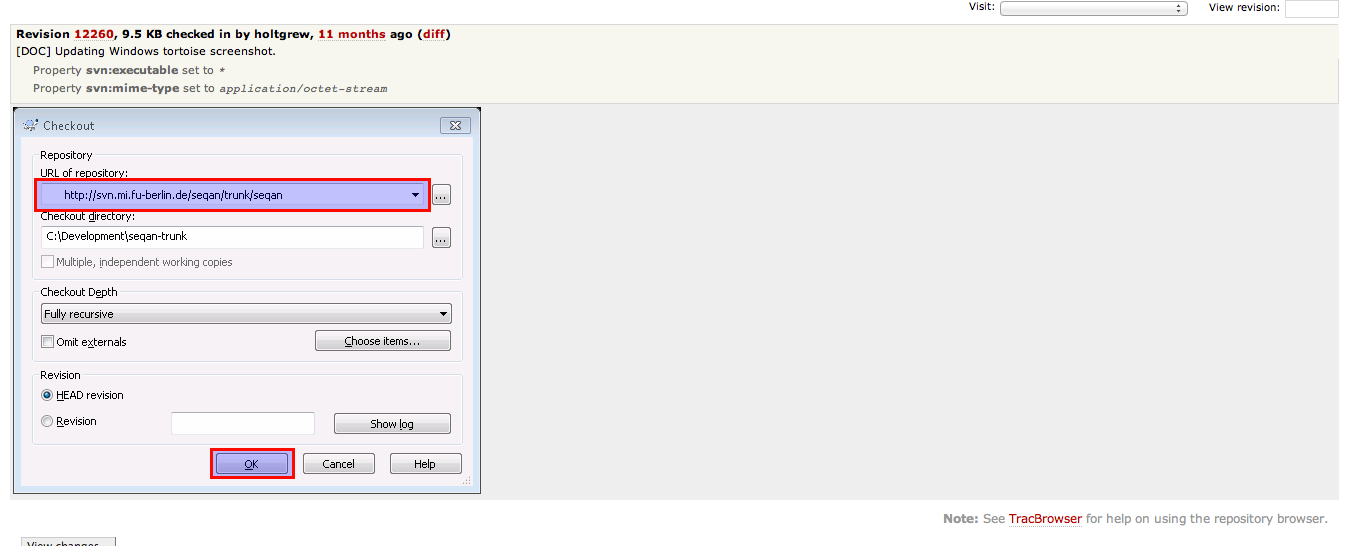 Visit:
View revision:
Revision 12260, 9.5 KB checked in by holtgrew, 11 months ago (diff)
[DOC] Updating Windows tortoise screenshot.
Property svn:executable set to *
Property svn:mime-type set to application/octet-stream
Checkout
Repository
URL of repository:
http://svn.mi.fu-berlin.de/seqan/trunk/seqan
...
Checkout directory:
C:\Development\seqan-trunk
...
Multiple, independent working copies
Checkout Depth
Fully recursive
Omit externals
Choose items...
Revision
HEAD revision
Revision
Show log
OK Cancel Help
Note: See TracBrowser for help on using the repository browser.
View changes...